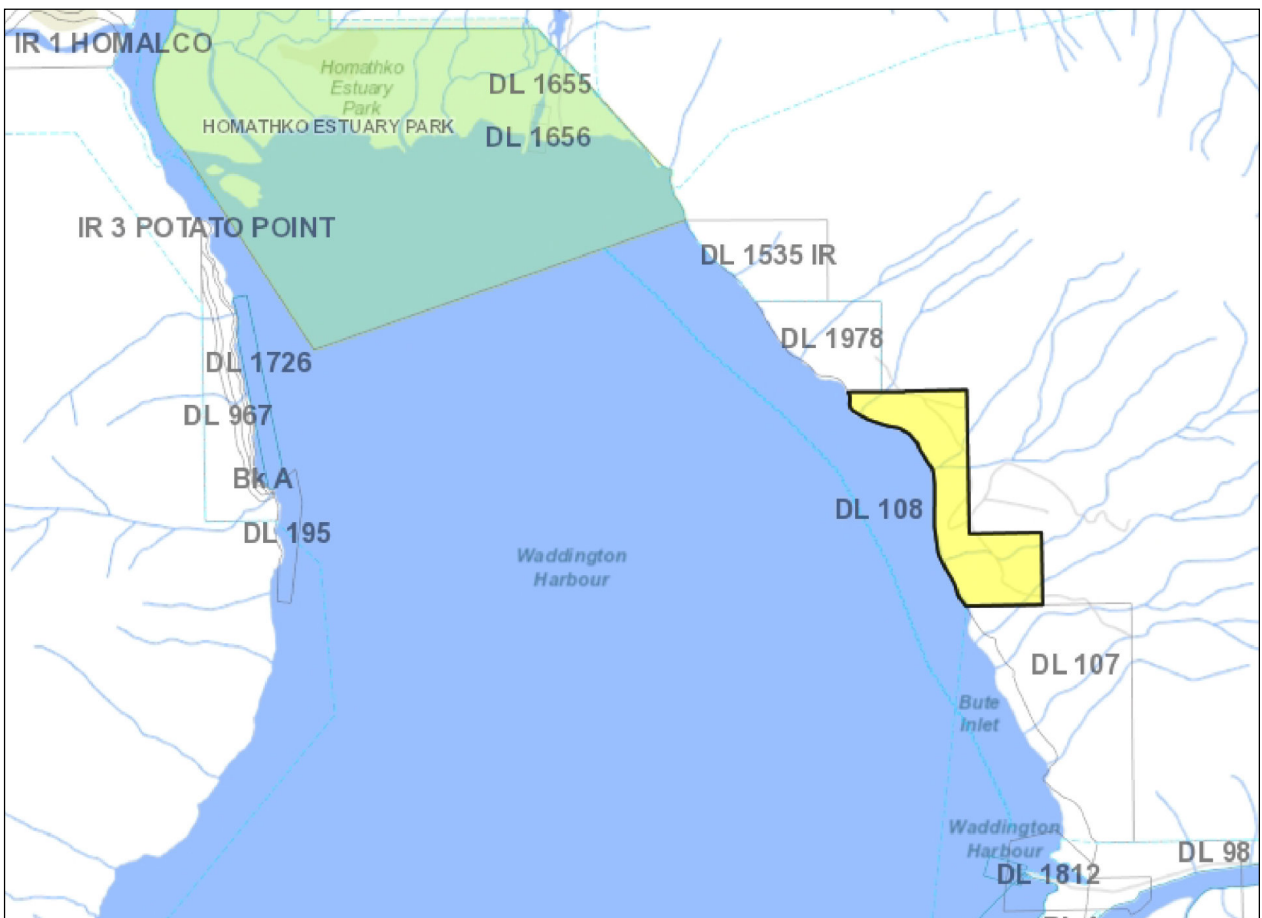 IR 1 HOMALCO
Homathko
Estuary
Park
DL 1655
HOMATHKO ESTUARY PARK
DL 1656
IR 3 POTATO POINT
DL 1535 IR
DL 1978
DL 1726
DL 967
Bk A
DL 108
DL 195
Waddington
Harbour
DL 107
Bute
Inlet
Waddington
Harbour
DL 98
DL 1812